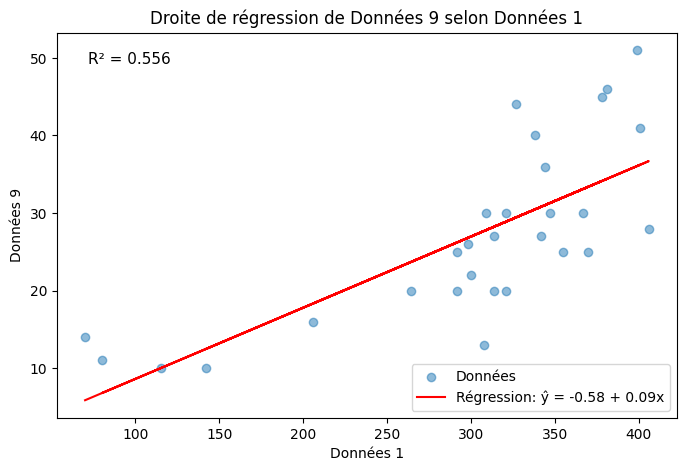 Droite de régression de Données 9 selon Données 1
R² = 0.556
Données 9
50
40
30
20
10
100
150
200
250
300
350
400
Données 1
Données
Régression: ŷ = -0.58 + 0.09x